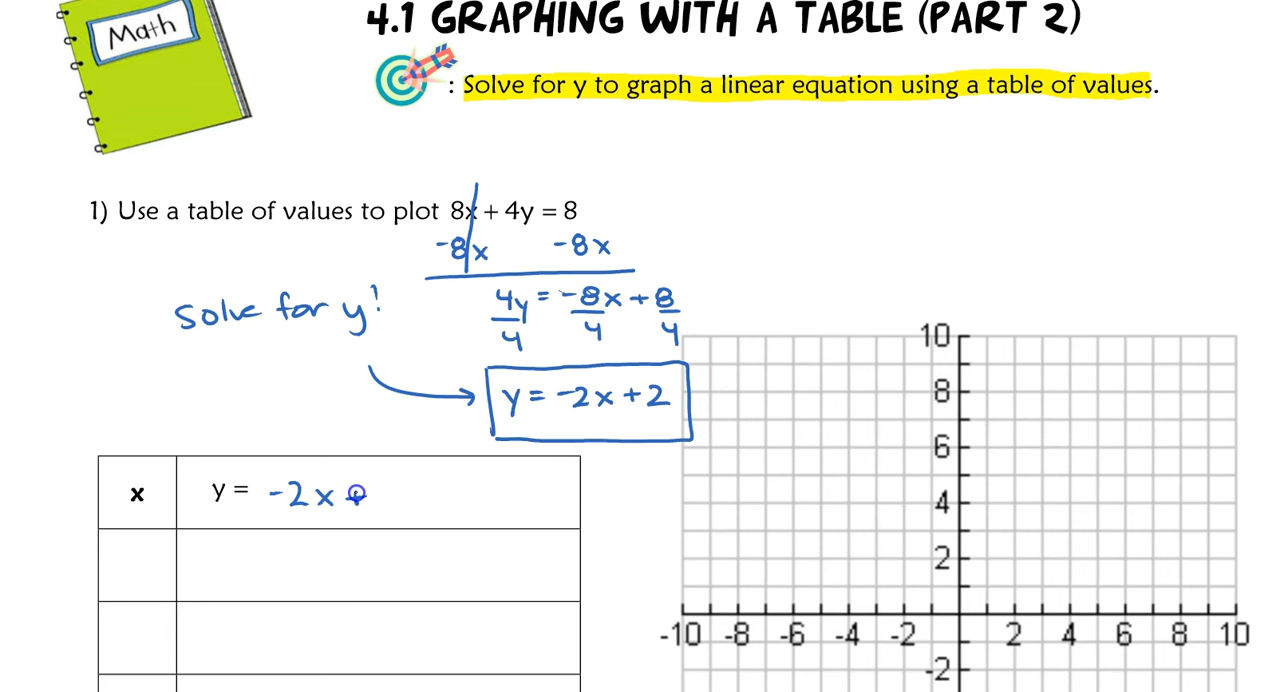 Math
4.1 GRAPHING WITH A TABLE (PART 2)
: Solve for y to graph a linear equation using a table of values.
1) Use a table of values to plot 8x + 4y = 8
-8x -8x
solve for y!
4y = -8x + 8
4 4 4
y = -2x + 2
x y = -2x +
10
8
6
4
2
-10 -8 -6 -4 -2 2 4 6 8 10
-2